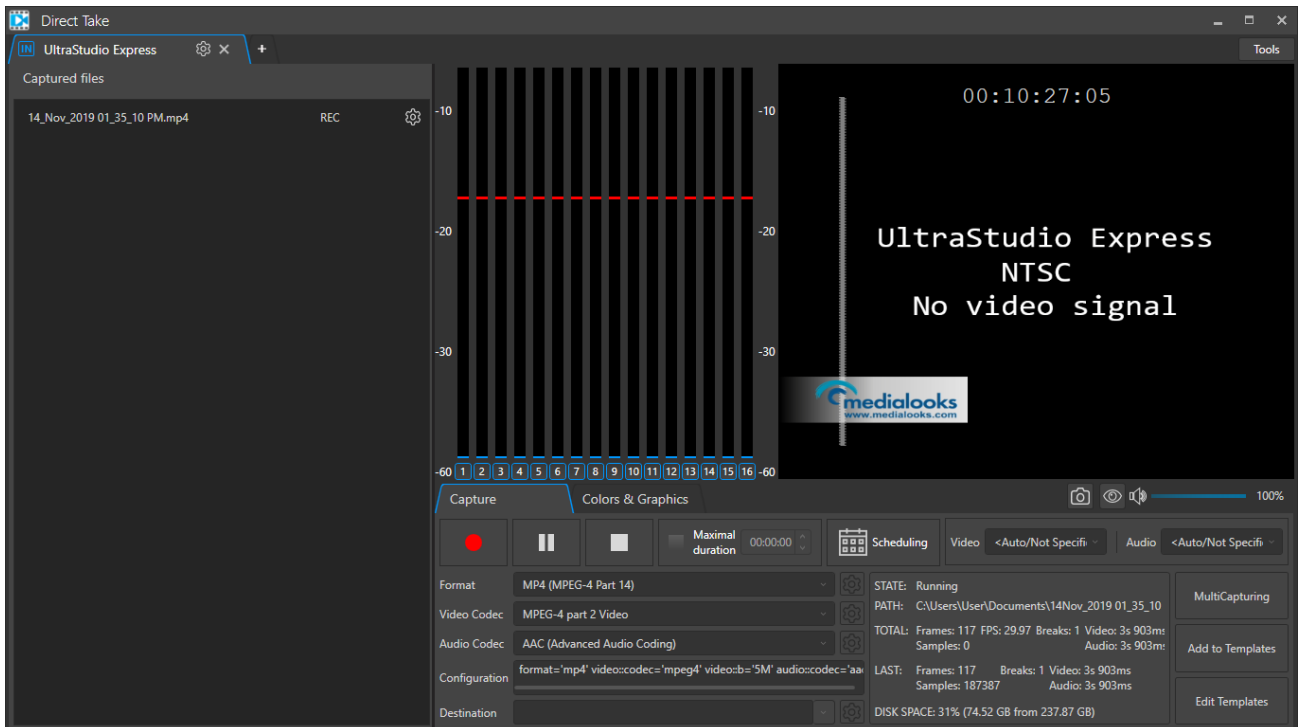 Direct Take
IN UltraStudio Express
+
Tools
Captured files
14_Nov_2019 01_35_10 PM.mp4 REC
-10 -10
-20 -20
-30 -30
-60 1 2 3 4 5 6 7 8 9 10 11 12 13 14 15 16 -60
00:10:27:05
UltraStudio Express
NTSC
No video signal
medialooks
www.medialooks.com
100%
Capture Colors & Graphics
Maximal duration 00:00:00 Scheduling Video <Auto/Not Specifi Audio <Auto/Not Specifi
Format MP4 (MPEG-4 Part 14)
Video Codec MPEG-4 part 2 Video
Audio Codec AAC (Advanced Audio Coding)
Configuration format='mp4' video::codec='mpeg4' video::b='5M' audio::codec='aa
Destination
STATE: Running
PATH: C:\Users\User\Documents\14Nov_2019 01_35_10
TOTAL: Frames: 117 FPS: 29.97 Breaks: 1 Video: 3s 903m
Samples: 0 Audio: 3s 903m
LAST: Frames: 117 Breaks: 1 Video: 3s 903ms
Samples: 187387 Audio: 3s 903ms
DISK SPACE: 31% (74.52 GB from 237.87 GB)
MultiCapturing
Add to Templates
Edit Templates